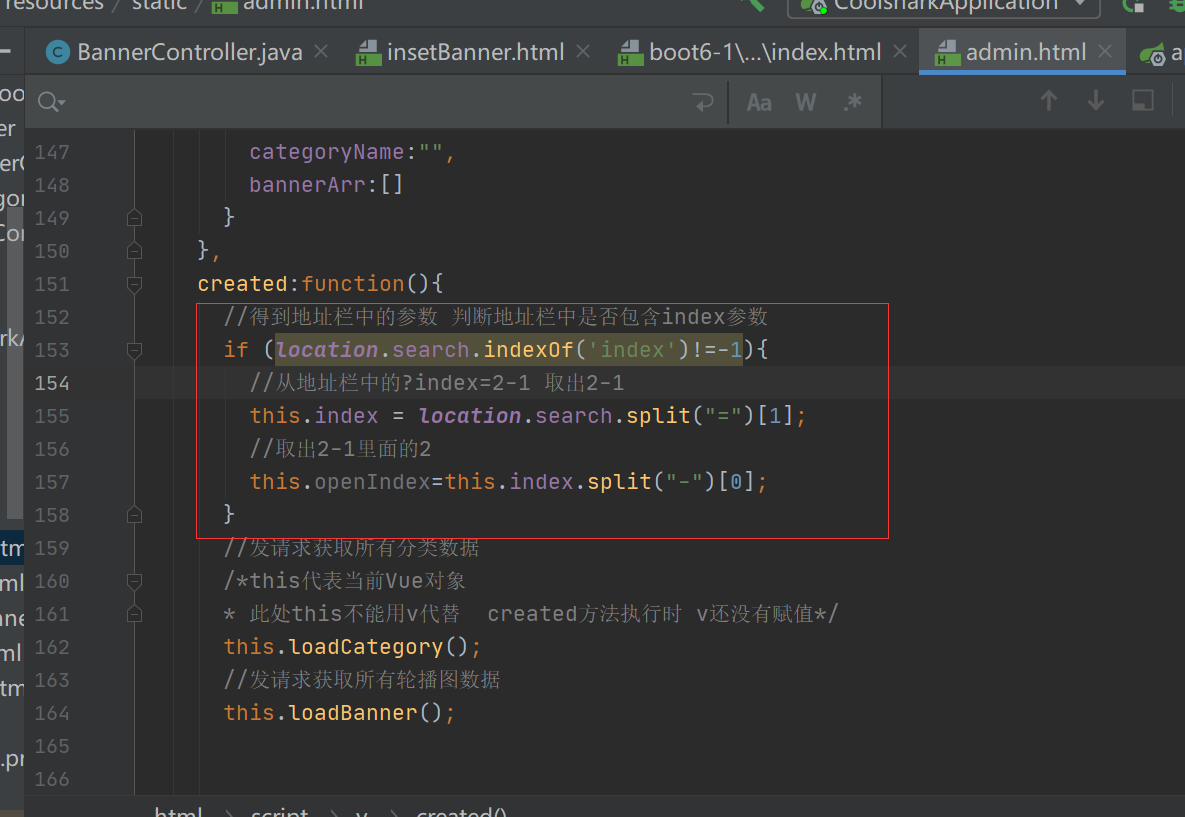 resources / static / admin.html
CoolsharkApplication
BannerController.java insetBanner.html boot6-1\...\index.html admin.html
Aa W .*
147 categoryName:"",
148 bannerArr:[]
149 }
150 },
151 created:function(){
152 //得到地址栏中的参数 判断地址栏中是否包含index参数
153 if (location.search.indexOf('index')!=-1){
154 //从地址栏中的?index=2-1 取出2-1
155 this.index = location.search.split("=")[1];
156 //取出2-1里面的2
157 this.openIndex=this.index.split("-")[0];
158 }
159 //发请求获取所有分类数据
160 /*this代表当前Vue对象
161 * 此处this不能用v代替  created方法执行时 v还没有赋值*/
162 this.loadCategory();
163 //发请求获取所有轮播图数据
164 this.loadBanner();
165
166
html › script › v › created()